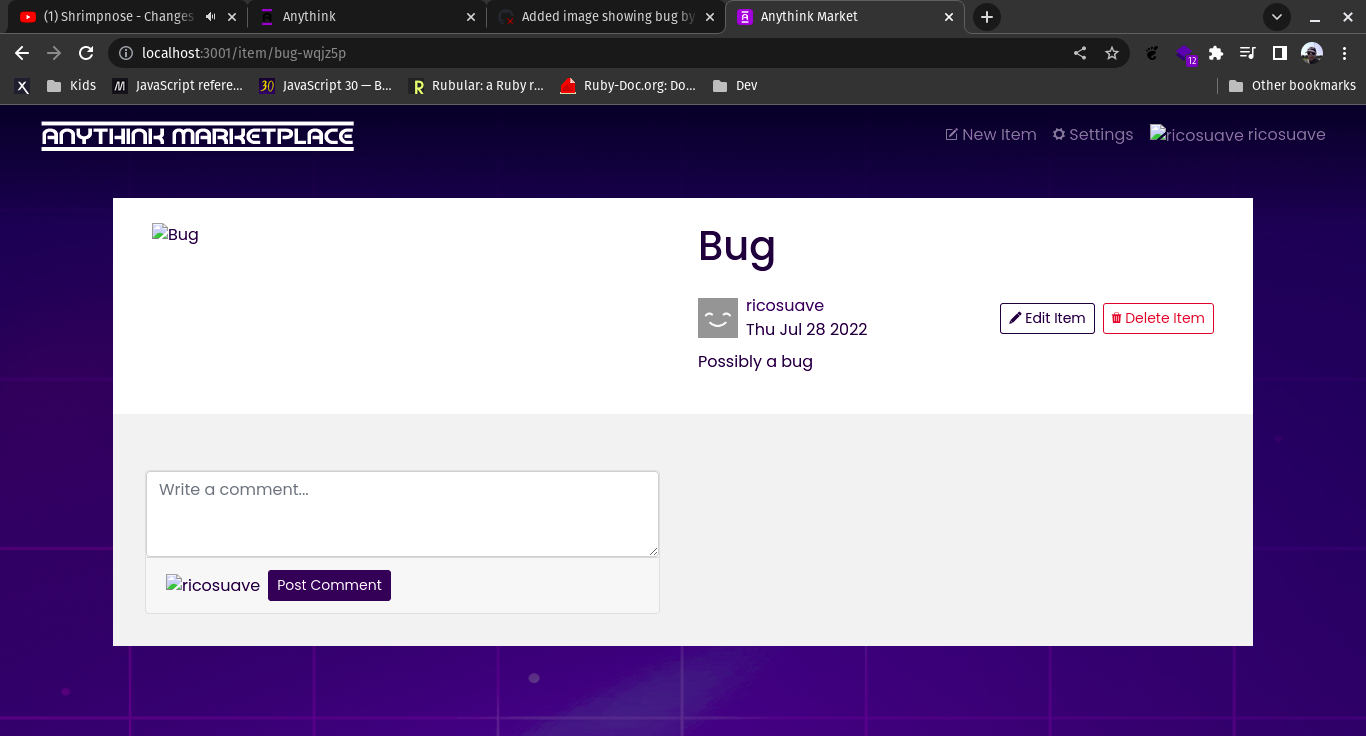 (1) Shrimpnose - Changes
Anythink
Added image showing bug by
Anythink Market
localhost:3001/item/bug-wqjz5p
12
X
Kids
M
JavaScript refere...
30
JavaScript 30 — B...
R
Rubular: a Ruby r...
Ruby-Doc.org: Do...
Dev
Other bookmarks
ANYTHINK MARKETPLACE
New Item
Settings
ricosuave
ricosuave
Bug
Bug
ricosuave
Thu Jul 28 2022
Edit Item
Delete Item
Possibly a bug
Write a comment...
ricosuave
Post Comment